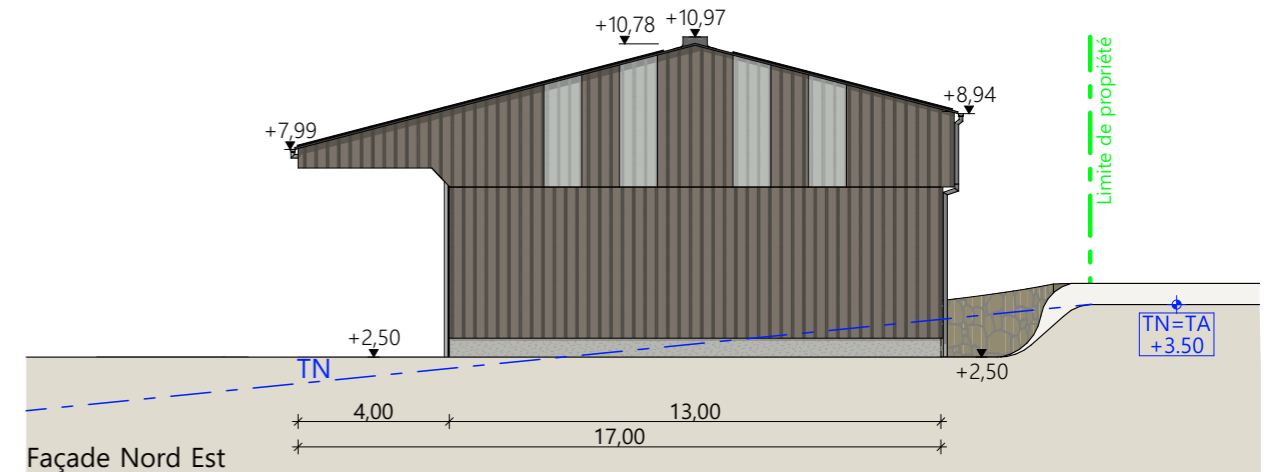 +10,97
+10,78
+8,94
+7,99
Limite de propriété
TN=TA
+3.50
+2,50
TN
+2,50
4,00
13,00
17,00
Façade Nord Est